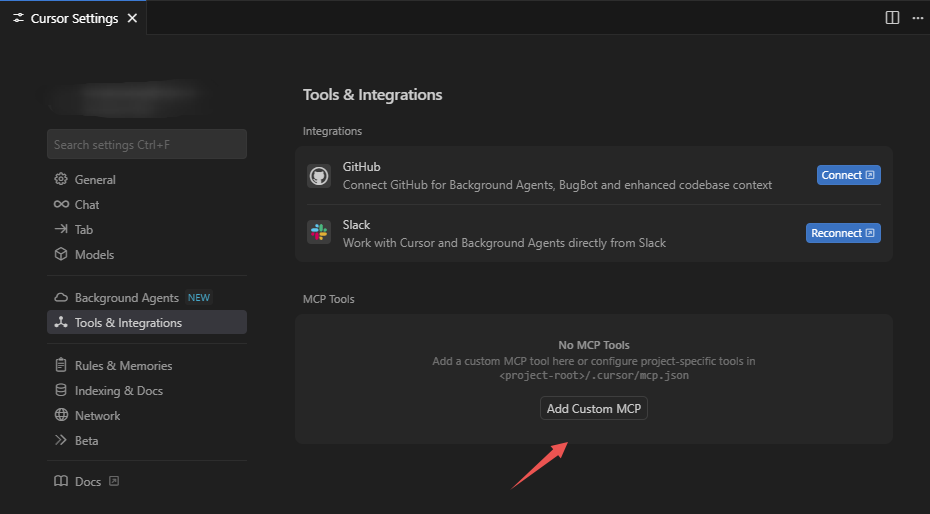 Cursor Settings
Search settings Ctrl+F
General
Chat
Tab
Models
Background Agents NEW
Tools & Integrations
Rules & Memories
Indexing & Docs
Network
Beta
Docs
Tools & Integrations
Integrations
GitHub
Connect GitHub for Background Agents, BugBot and enhanced codebase context
Connect
Slack
Work with Cursor and Background Agents directly from Slack
Reconnect
MCP Tools
No MCP Tools
Add a custom MCP tool here or configure project-specific tools in
<project-root>/.cursor/mcp.json
Add Custom MCP